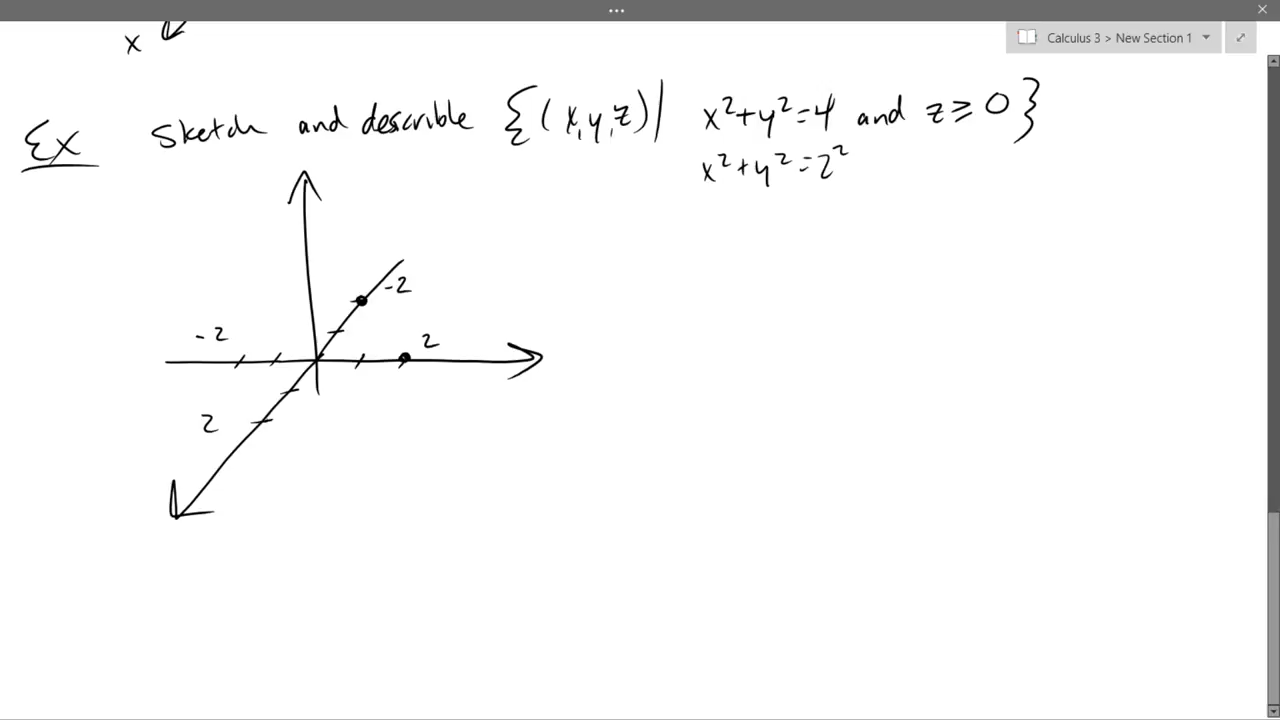 Calculus 3 > New Section 1
x
Ex Sketch and describle {(x,y,z)| x²+y²=4 and z≥0}
x²+y²=2²
-2
-2
2
2